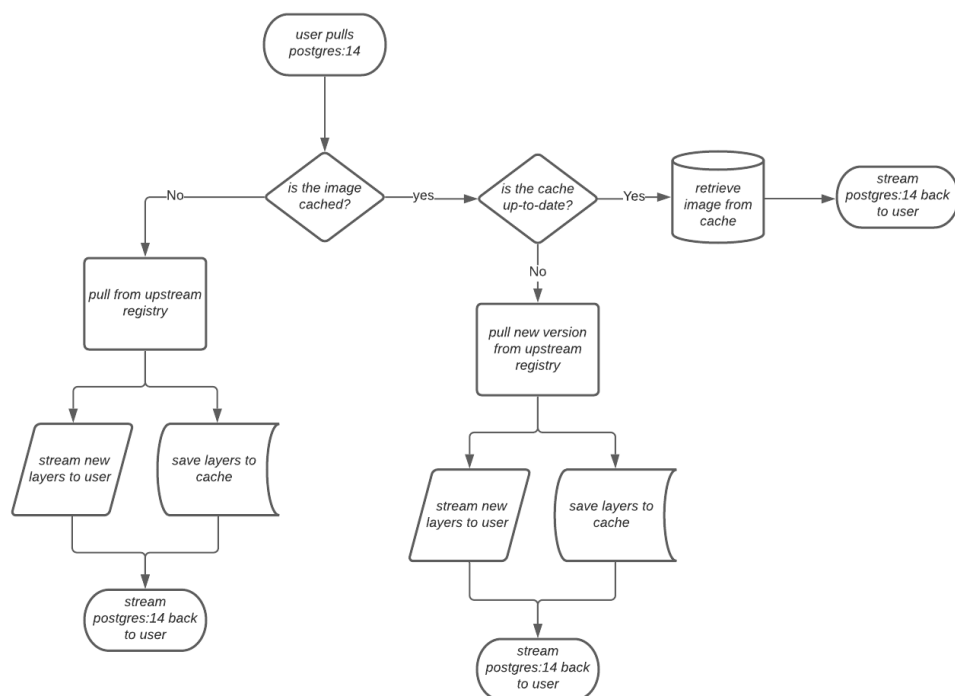 user pulls
postgres:14
is the image
cached?
yes
is the cache
up-to-date?
Yes
retrieve
image from
cache
stream
postgres:14 back
to user
No
pull from upstream
registry
stream new
layers to user
save layers to
cache
stream
postgres:14 back
to user
No
pull new version
from upstream
registry
stream new
layers to user
save layers to
cache
stream
postgres:14 back
to user